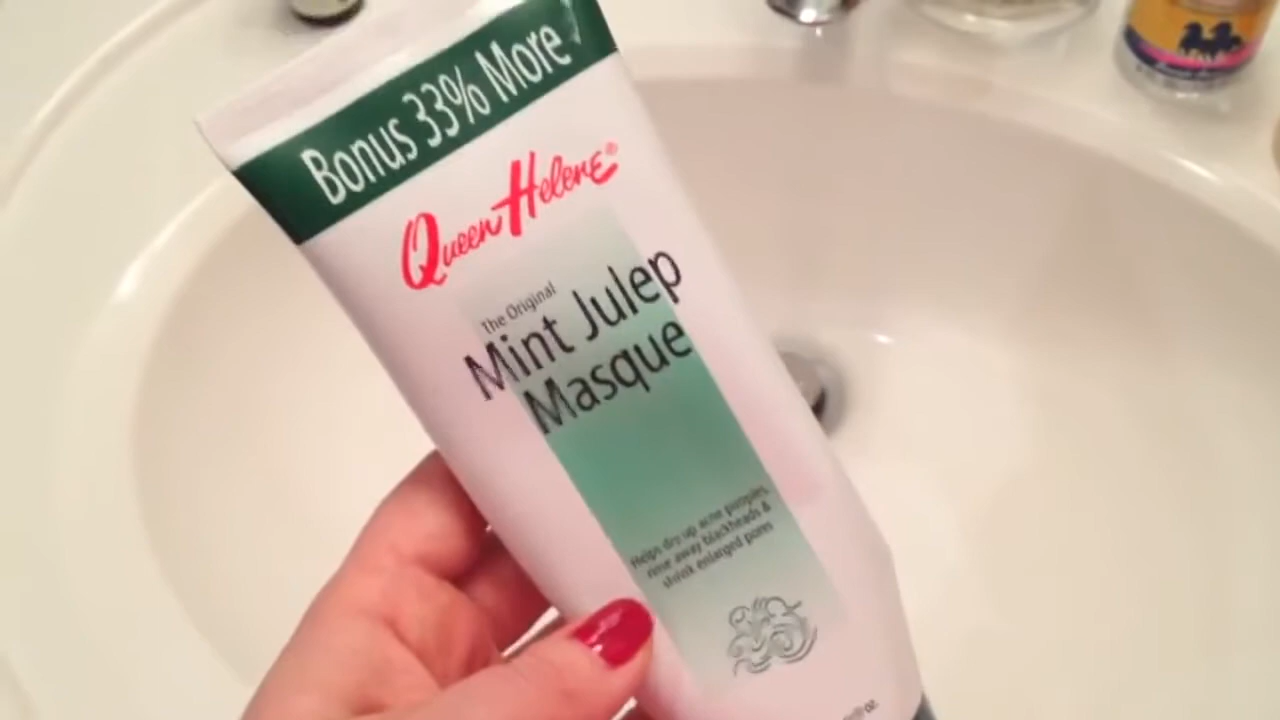 Bonus 33% More
Queen Helene®
The Original
Mint Julep
Masque
Helps dry up acne pimples,
rinse away blackheads &
shrink enlarged pores
oz.